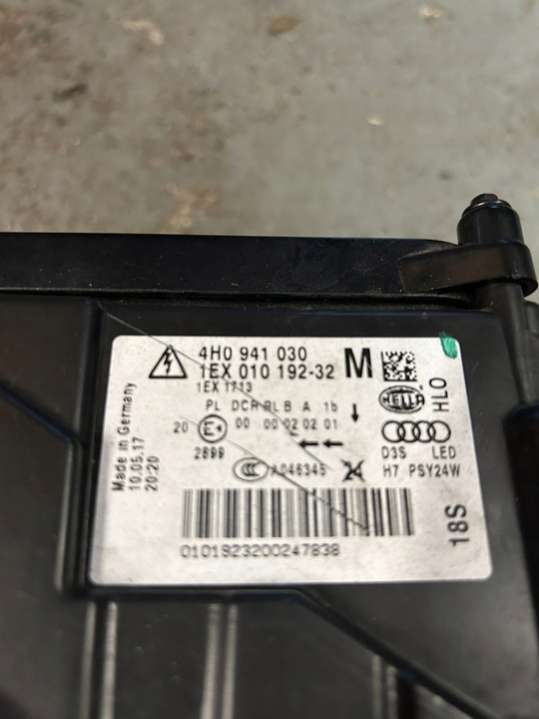 4H0 941 030
1EX 010 192-32 M
1EX 1713
PL DCR RL B A 1b
20 E1 00 00 02 02 01
2899
A046345
HELLA
HLO
D3S LED
H7 PSY24W
18S
Made in Germany
10.05.17
20:20
0101923200247838